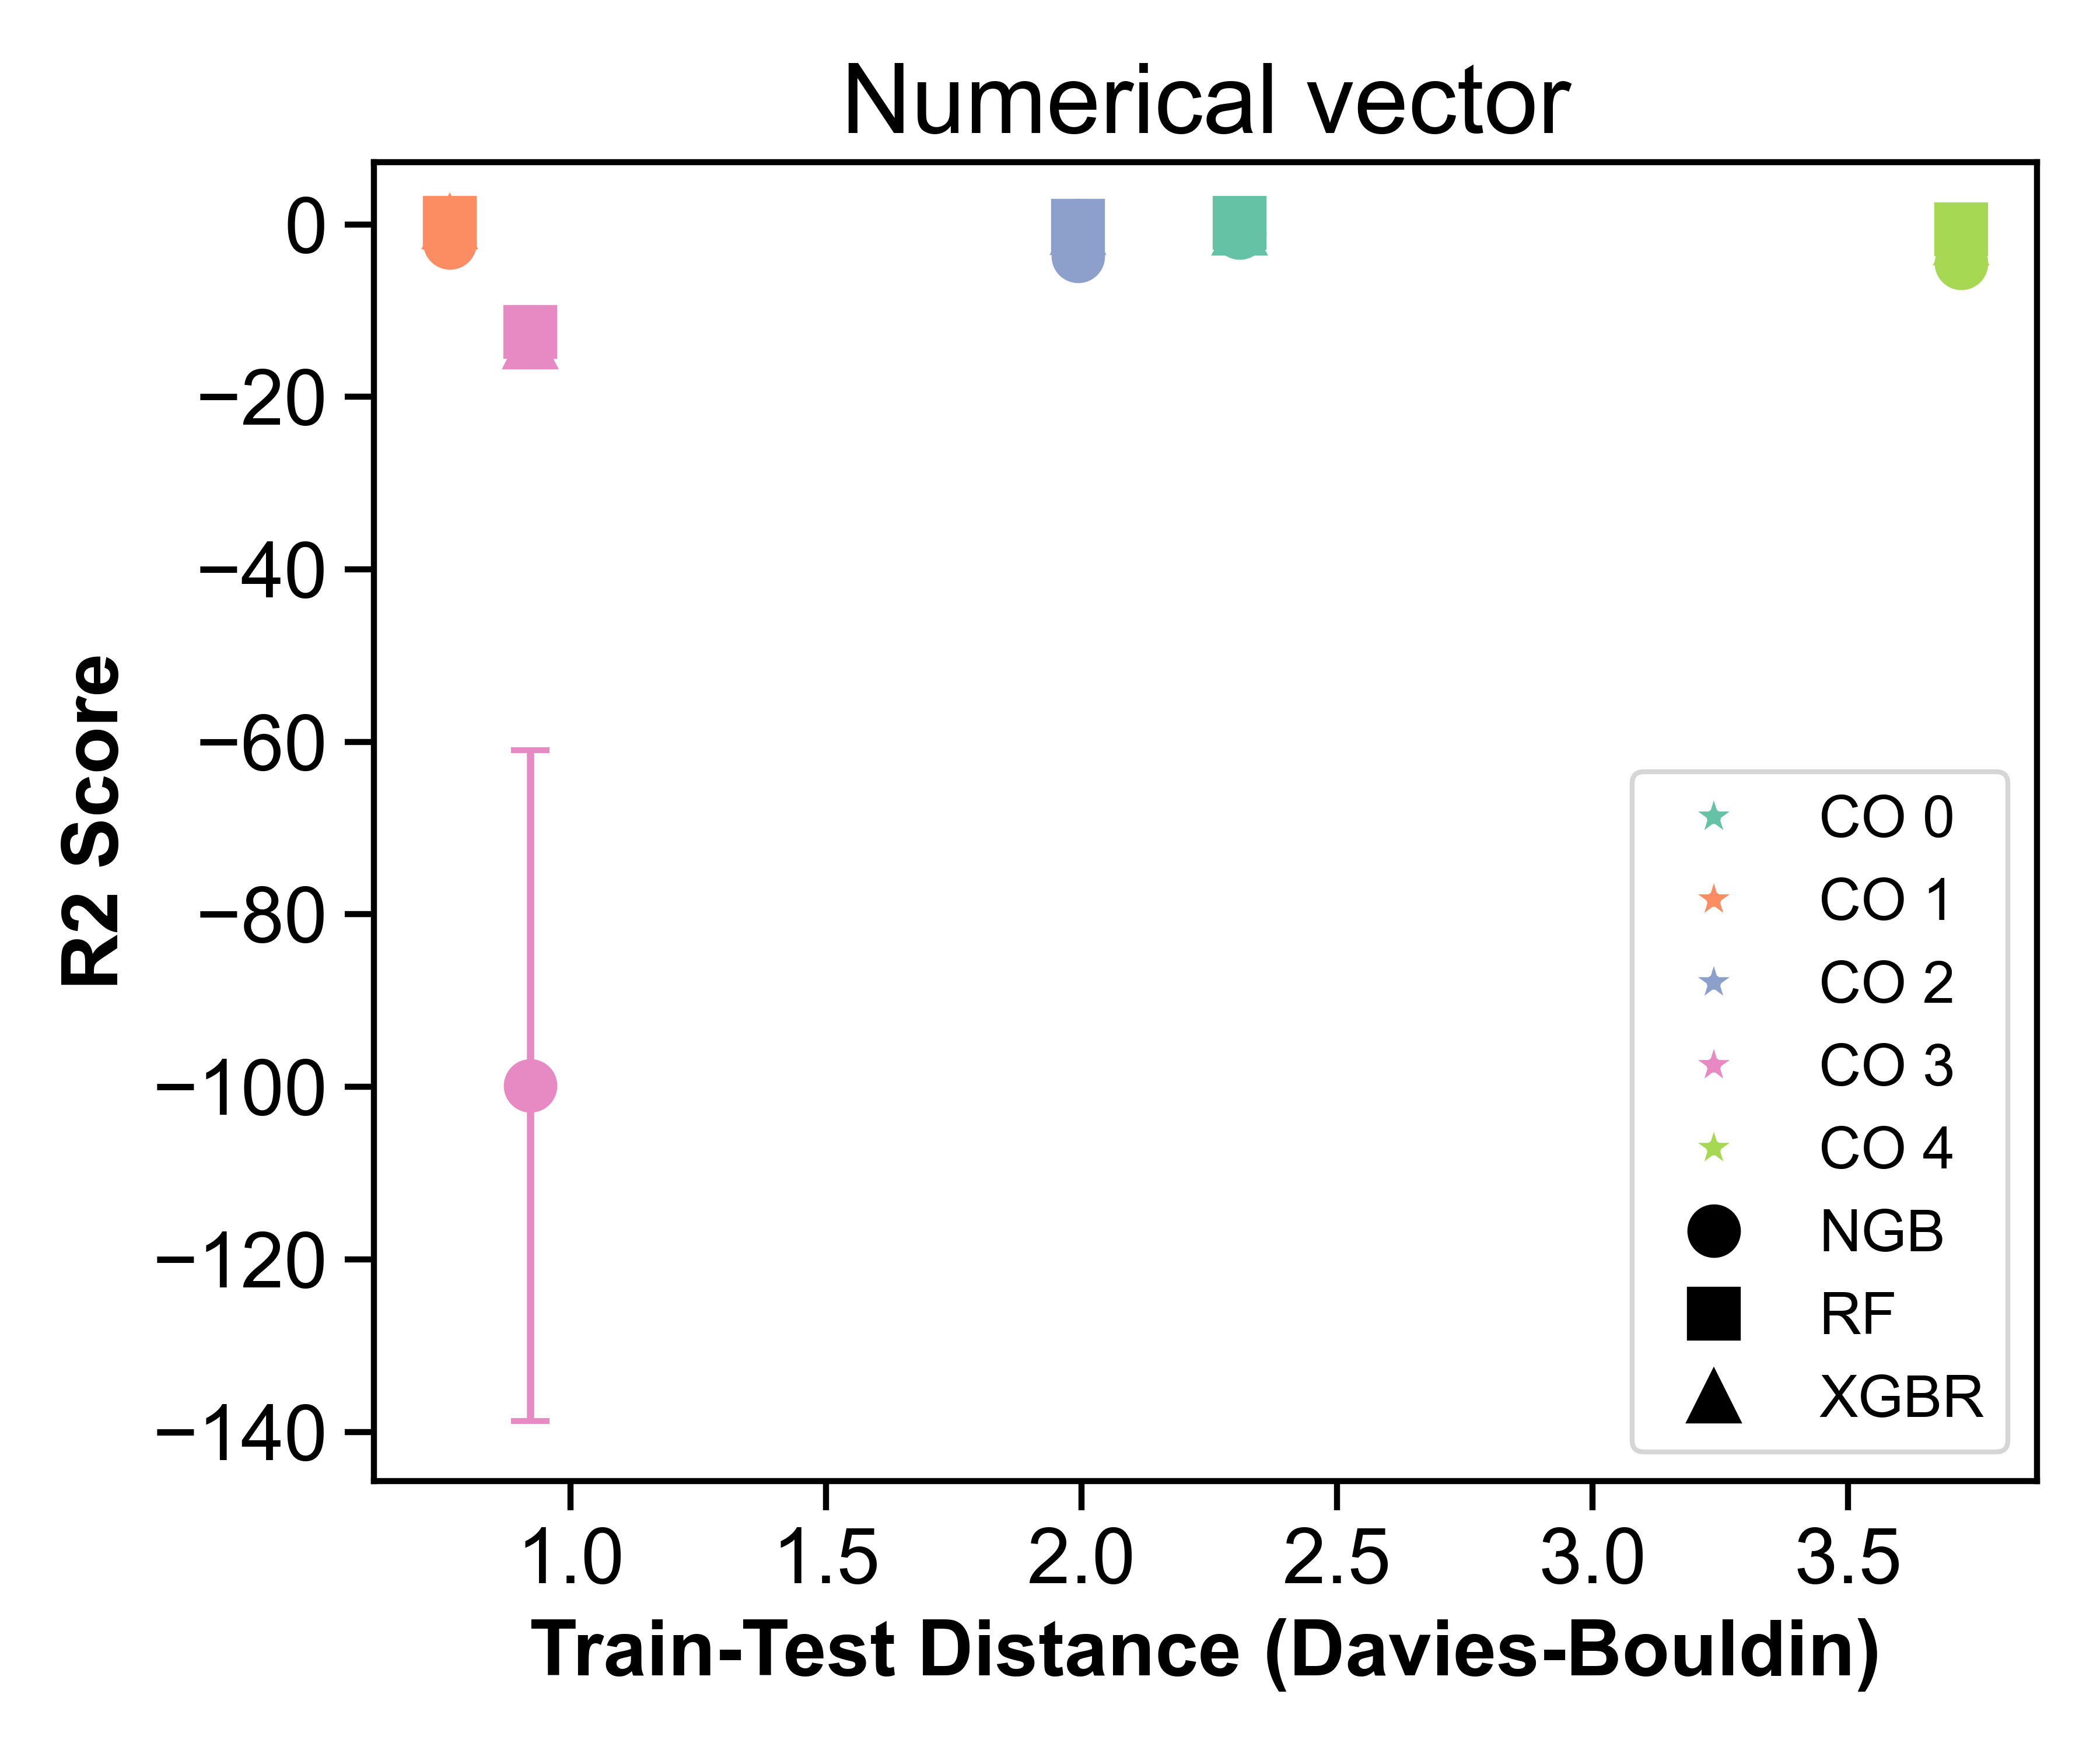 Numerical vector
0
−20
−40
−60
−80
−100
−120
−140
R2 Score
CO 0
CO 1
CO 2
CO 3
CO 4
NGB
RF
XGBR
1.0 1.5 2.0 2.5 3.0 3.5
Train-Test Distance (Davies-Bouldin)